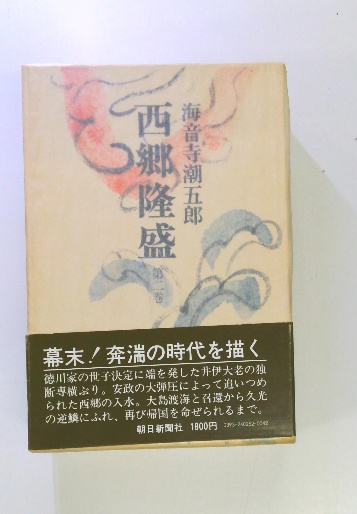 海音寺潮五郎
西郷隆盛
第二巻
幕末!奔湍の時代を描く
徳川家の世子決定に端を発した井伊大老の独
断専横ぶり。安政の大弾圧によって追いつめ
られた西郷の入水。大島渡海と召還から久光
の逆鱗にふれ、再び帰国を命ぜられるまで。
朝日新聞社 1800円